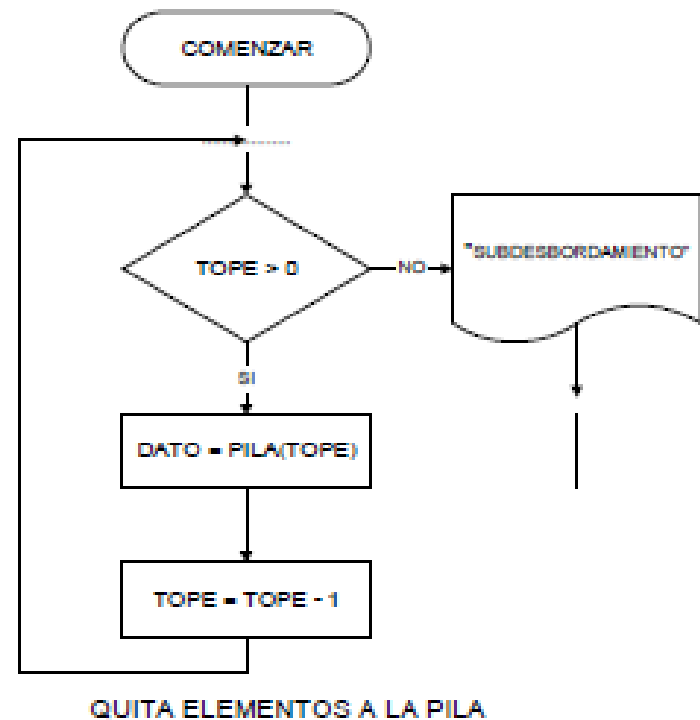 COMENZAR
TOPE > 0
NO
"SUBDESBORDAMIENTO"
SI
DATO = PILA(TOPE)
TOPE = TOPE - 1
QUITA ELEMENTOS A LA PILA